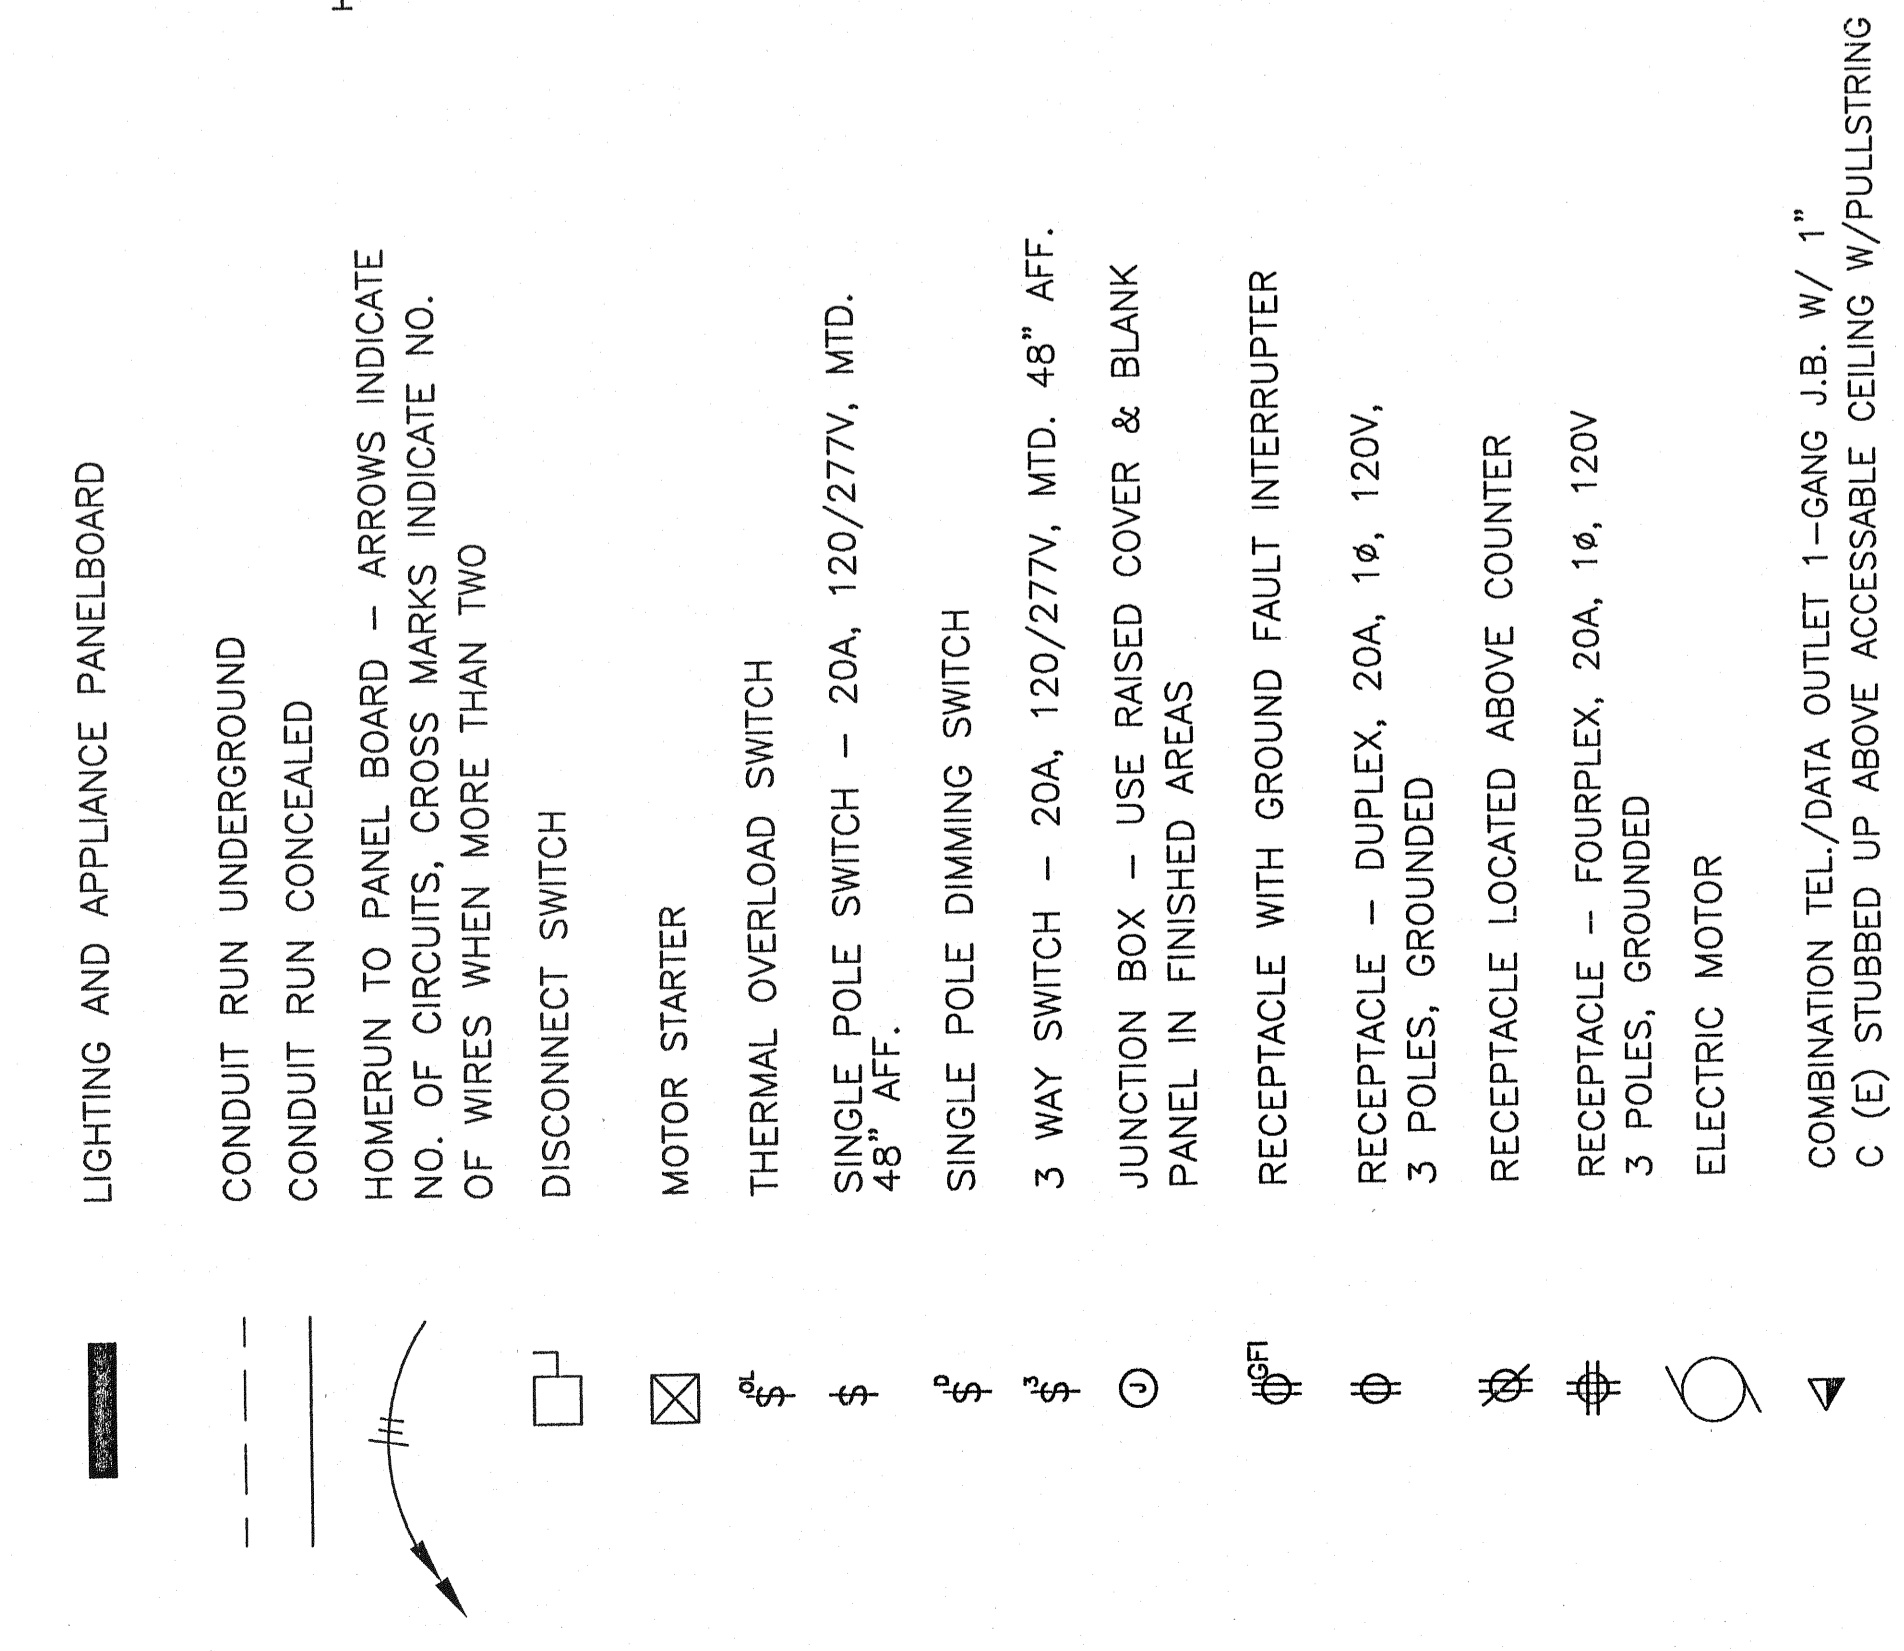 LIGHTING AND APPLIANCE PANELBOARD
CONDUIT RUN UNDERGROUND
CONDUIT RUN CONCEALED
HOMERUN TO PANEL BOARD – ARROWS INDICATE
NO. OF CIRCUITS, CROSS MARKS INDICATE NO.
OF WIRES WHEN MORE THAN TWO
DISCONNECT SWITCH
MOTOR STARTER
$OL
THERMAL OVERLOAD SWITCH
$
SINGLE POLE SWITCH – 20A, 120/277V, MTD.
48" AFF.
$D
SINGLE POLE DIMMING SWITCH
$3
3 WAY SWITCH – 20A, 120/277V, MTD. 48" AFF.
J
JUNCTION BOX – USE RAISED COVER & BLANK
PANEL IN FINISHED AREAS
GFI
RECEPTACLE WITH GROUND FAULT INTERRUPTER
RECEPTACLE – DUPLEX, 20A, 1ø, 120V,
3 POLES, GROUNDED
RECEPTACLE LOCATED ABOVE COUNTER
RECEPTACLE – FOURPLEX, 20A, 1ø, 120V
3 POLES, GROUNDED
ELECTRIC MOTOR
COMBINATION TEL./DATA OUTLET 1–GANG J.B. W/ 1"
C (E) STUBBED UP ABOVE ACCESSABLE CEILING W/PULLSTRING